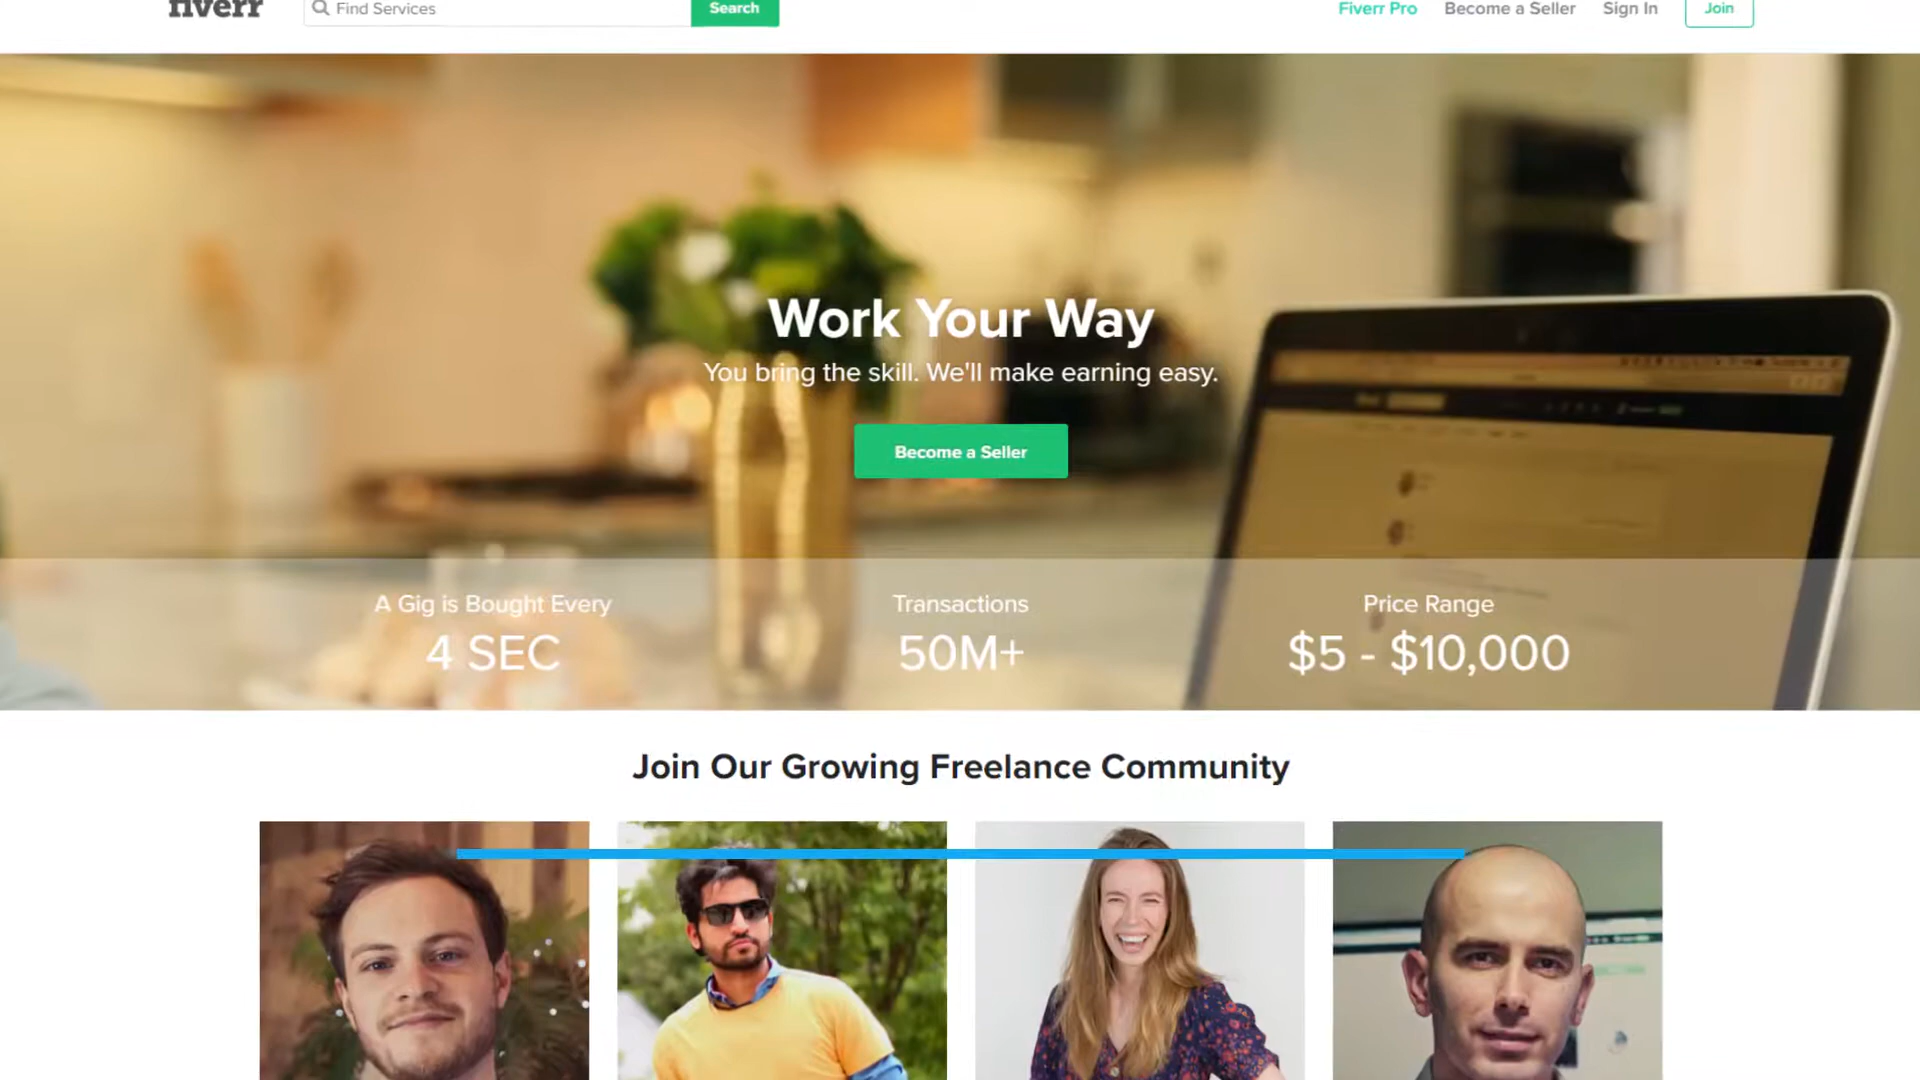 fiverr
Find Services
Search
Fiverr Pro
Become a Seller
Sign In
Join
Work Your Way
You bring the skill. We'll make earning easy.
Become a Seller
A Gig is Bought Every
4 SEC
Transactions
50M+
Price Range
$5 - $10,000
Join Our Growing Freelance Community